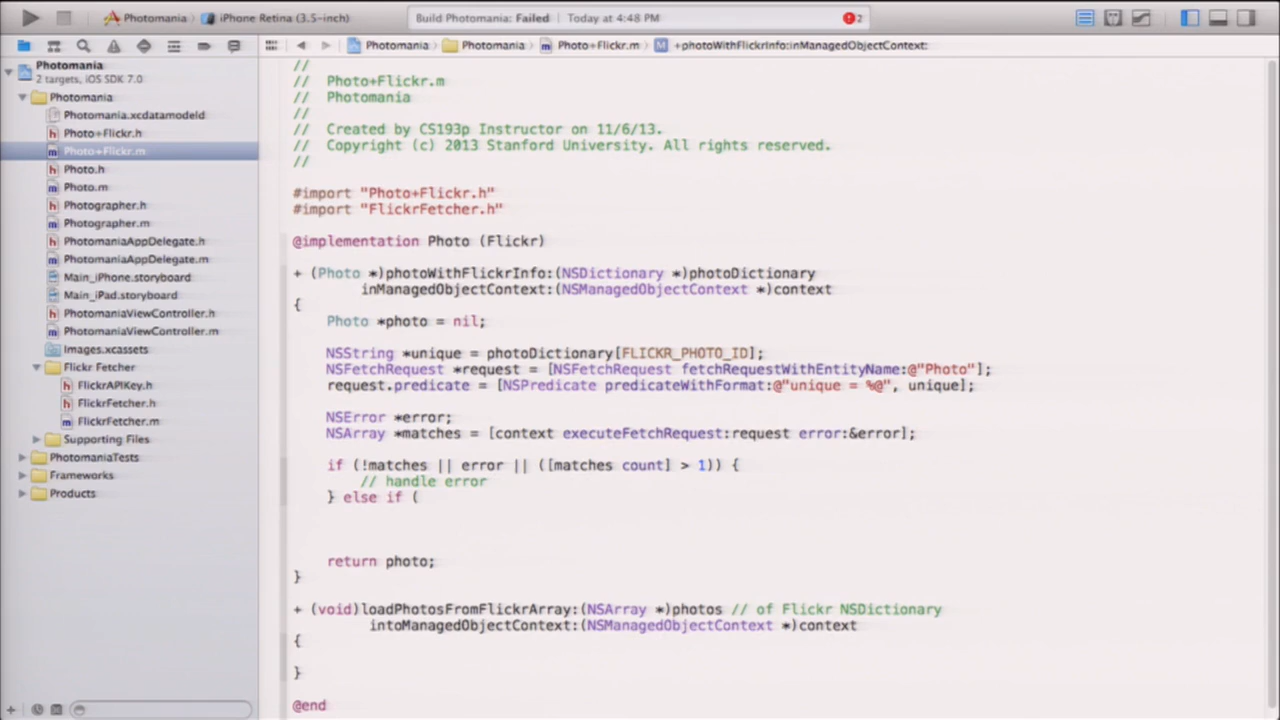 Photomania
iPhone Retina (3.5-inch)
Build Photomania: Failed
Today at 4:48 PM
2
Photomania
Photomania
Photo+Flickr.m
M
+photoWithFlickrInfo:inManagedObjectContext:
Photomania
2 targets, iOS SDK 7.0
Photomania
Photomania.xcdatamodeld
Photo+Flickr.h
Photo+Flickr.m
Photo.h
Photo.m
Photographer.h
Photographer.m
PhotomaniaAppDelegate.h
PhotomaniaAppDelegate.m
Main_iPhone.storyboard
Main_iPad.storyboard
PhotomaniaViewController.h
PhotomaniaViewController.m
Images.xcassets
Flickr Fetcher
FlickrAPIKey.h
FlickrFetcher.h
FlickrFetcher.m
Supporting Files
PhotomaniaTests
Frameworks
Products
//
// Photo+Flickr.m
// Photomania
//
// Created by CS193p Instructor on 11/6/13.
// Copyright (c) 2013 Stanford University. All rights reserved.
//
#import "Photo+Flickr.h"
#import "FlickrFetcher.h"
@implementation Photo (Flickr)
+ (Photo *)photoWithFlickrInfo:(NSDictionary *)photoDictionary
inManagedObjectContext:(NSManagedObjectContext *)context
{
Photo *photo = nil;
NSString *unique = photoDictionary[FLICKR_PHOTO_ID];
NSFetchRequest *request = [NSFetchRequest fetchRequestWithEntityName:@"Photo"];
request.predicate = [NSPredicate predicateWithFormat:@"unique = %@", unique];
NSError *error;
NSArray *matches = [context executeFetchRequest:request error:&error];
if (!matches || error || ([matches count] > 1)) {
// handle error
} else if (
return photo;
}
+ (void)loadPhotosFromFlickrArray:(NSArray *)photos // of Flickr NSDictionary
intoManagedObjectContext:(NSManagedObjectContext *)context
{
}
@end